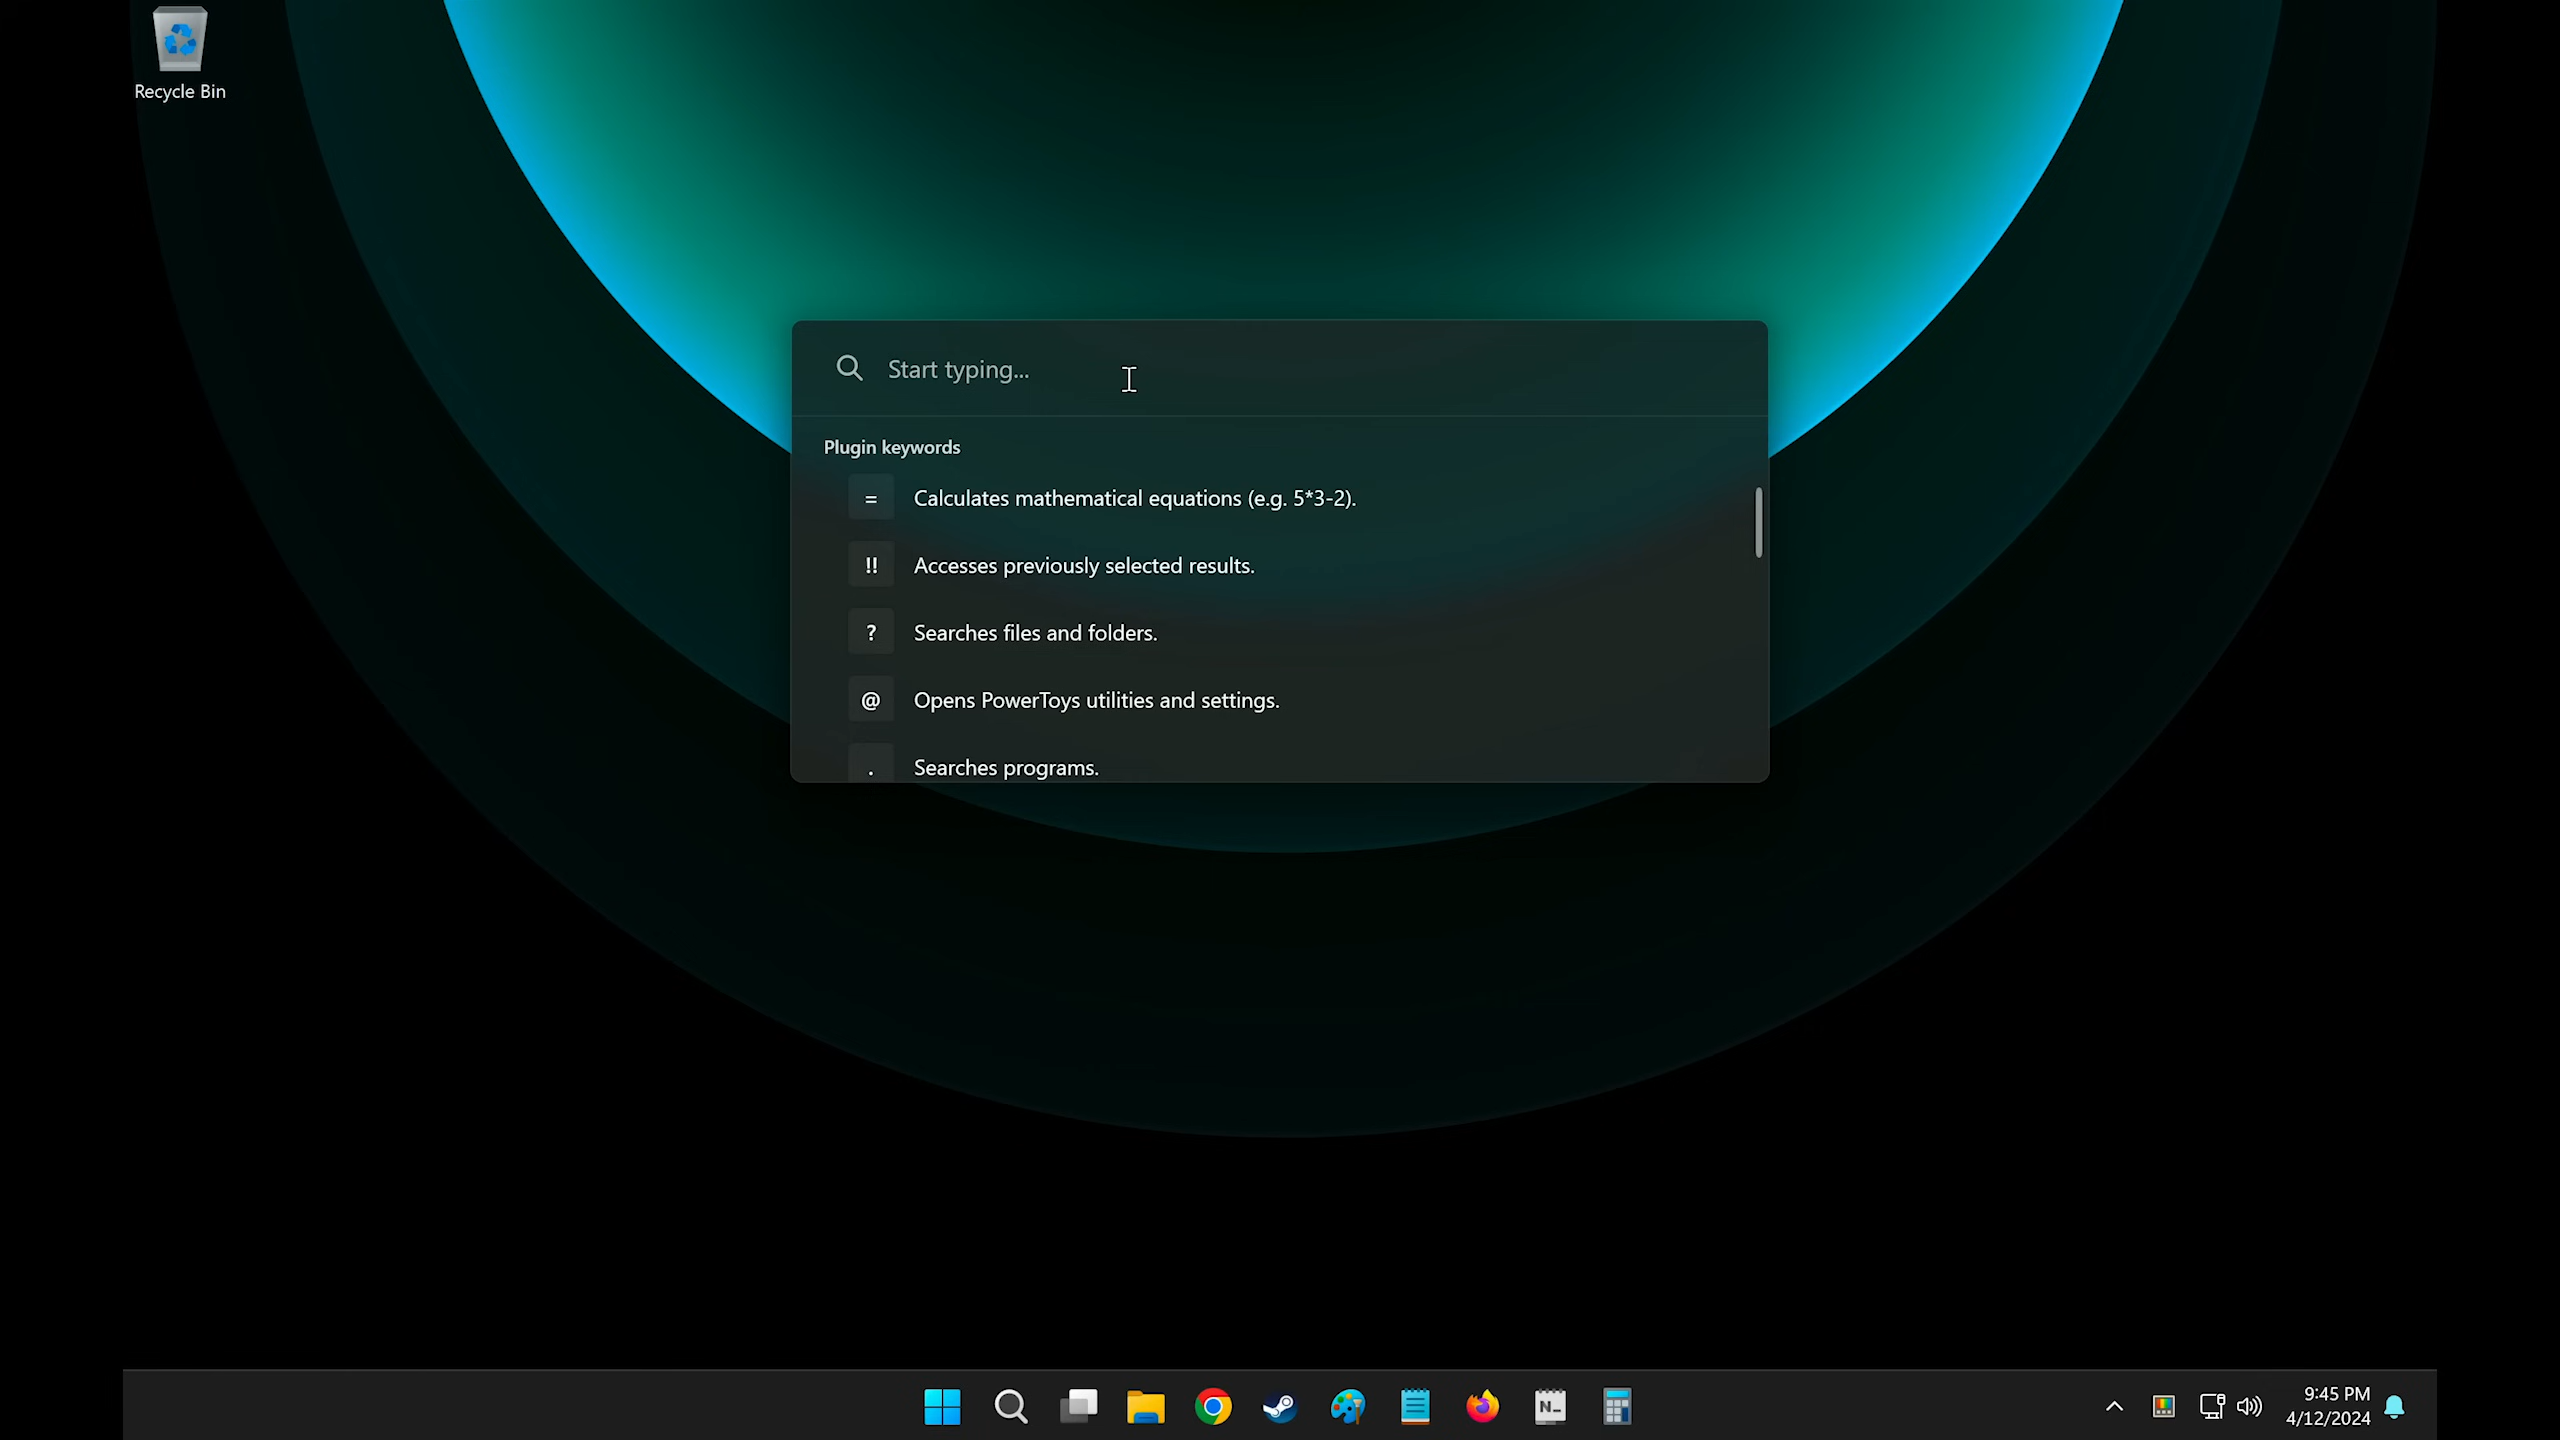 Recycle Bin
Start typing...
Plugin keywords
= Calculates mathematical equations (e.g. 5*3-2).
!! Accesses previously selected results.
? Searches files and folders.
@ Opens PowerToys utilities and settings.
. Searches programs.
N_
9:45 PM
4/12/2024